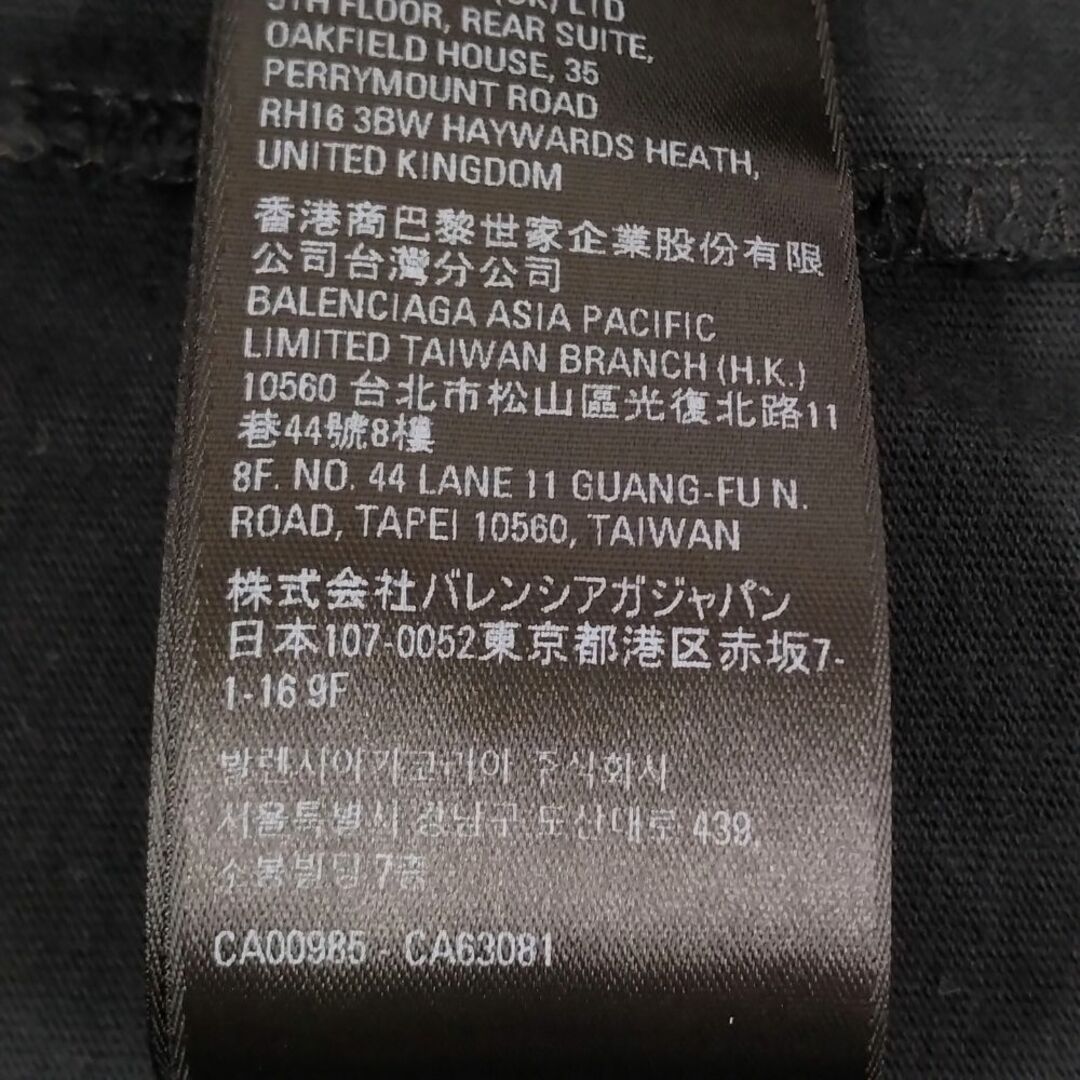 (UK) LTD
5TH FLOOR, REAR SUITE,
OAKFIELD HOUSE, 35
PERRYMOUNT ROAD
RH16 3BW HAYWARDS HEATH,
UNITED KINGDOM
香港商巴黎世家企業股份有限
公司台灣分公司
BALENCIAGA ASIA PACIFIC
LIMITED TAIWAN BRANCH (H.K.)
10560 台北市松山區光復北路11
巷44號8樓
8F. NO. 44 LANE 11 GUANG-FU N.
ROAD, TAPEI 10560, TAIWAN
株式会社バレンシアガジャパン
日本107-0052東京都港区赤坂7-
1-16 9F
발렌시아가코리아 주식회사
서울특별시 강남구 도산대로 439,
소봉빌딩 7층
CA00985 - CA63081